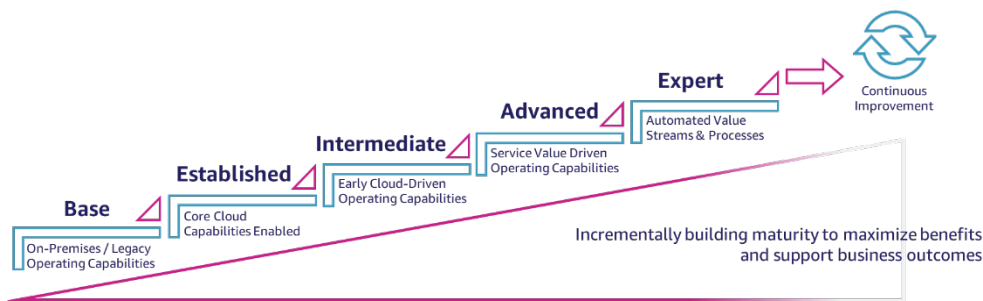 Base
On-Premises / Legacy
Operating Capabilities
Established
Core Cloud
Capabilities Enabled
Intermediate
Early Cloud-Driven
Operating Capabilities
Advanced
Service Value Driven
Operating Capabilities
Expert
Automated Value
Streams & Processes
Continuous
Improvement
Incrementally building maturity to maximize benefits
and support business outcomes